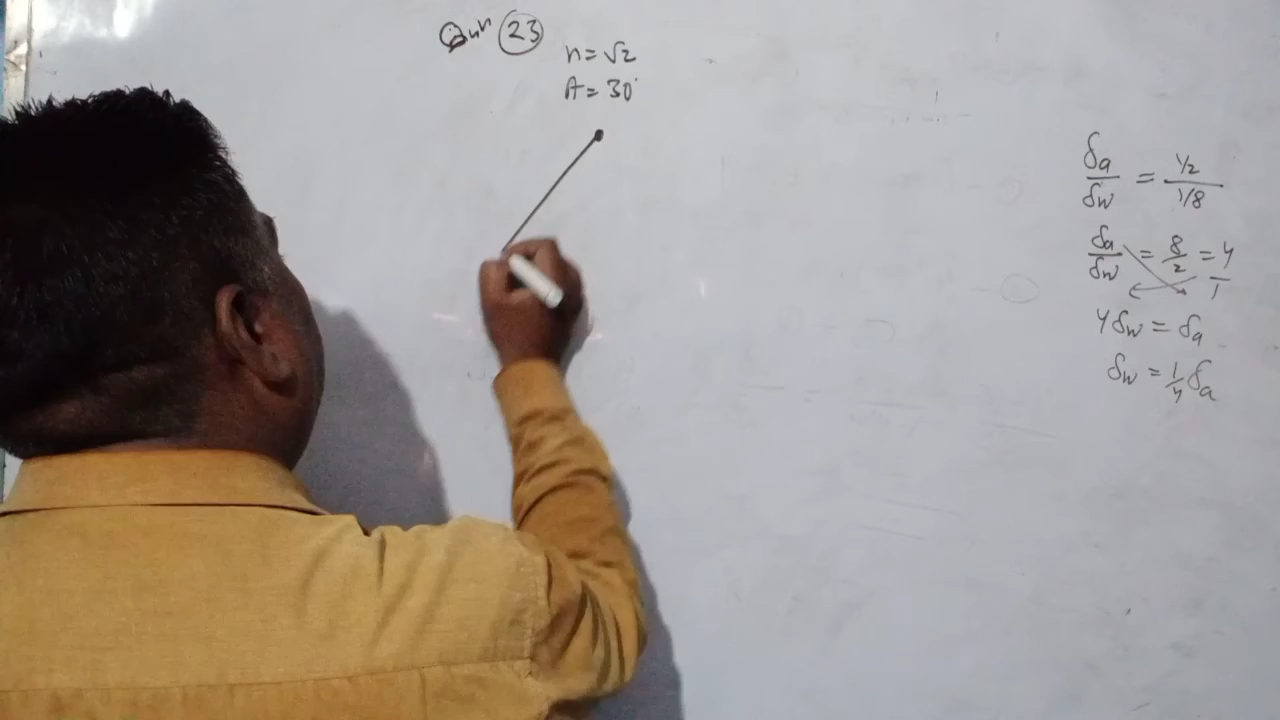 Quⁿ 23
n = √2
A = 30°
δa/δw = 1/2 / 1/8
δa/δw = 8/2 = 4/1
4δw = δa
δw = 1/4 δa